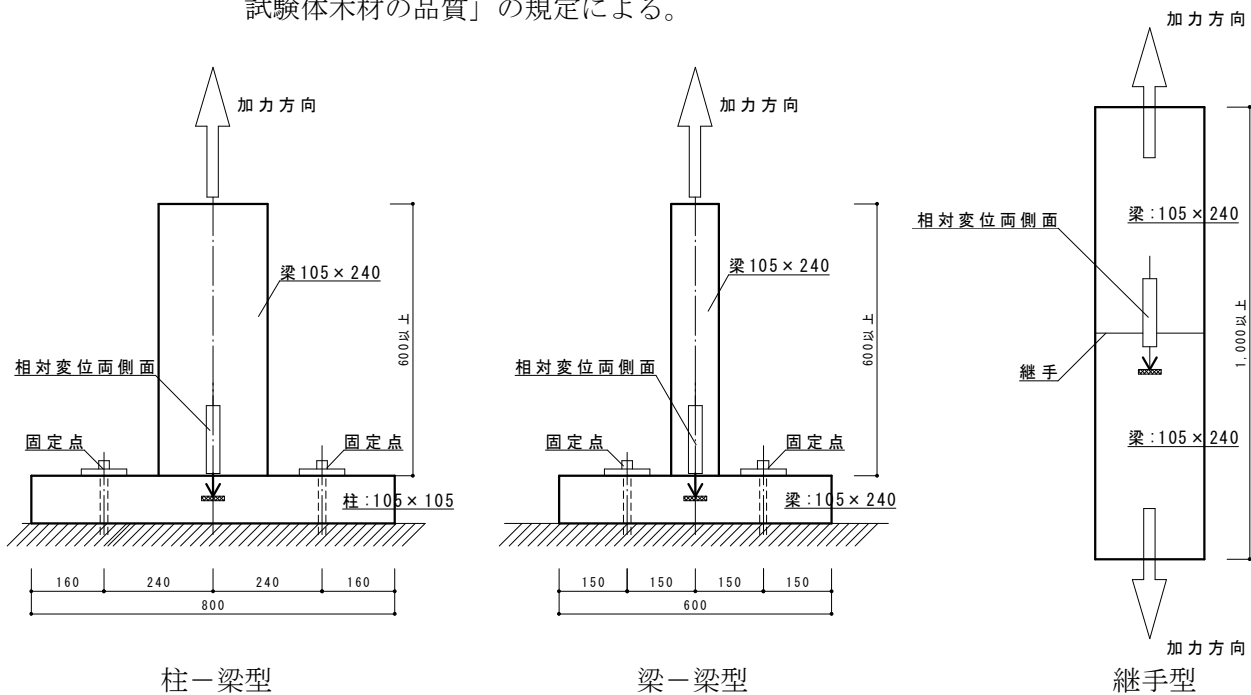 試験体木材の品質」の規定による。
加力方向
梁105×240
600以上
相対変位両側面
固定点
固定点
柱:105×105
160
240
240
160
800
柱－梁型
加力方向
梁105×240
600以上
相対変位両側面
固定点
固定点
梁:105×240
150
150
150
150
600
梁－梁型
加力方向
梁:105×240
相対変位両側面
1,000以上
継手
梁:105×240
加力方向
継手型